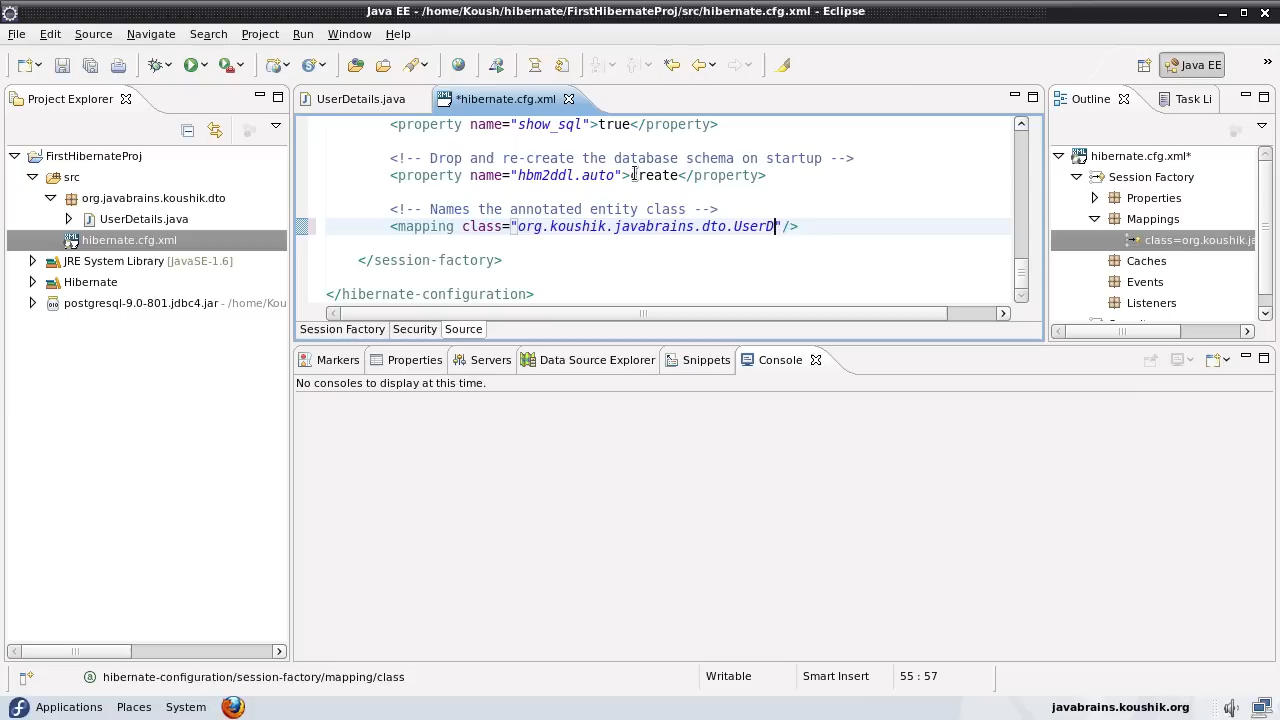 Java EE - /home/Koush/hibernate/FirstHibernateProj/src/hibernate.cfg.xml - Eclipse
File Edit Source Navigate Search Project Run Window Help
Java EE
Project Explorer
UserDetails.java
*hibernate.cfg.xml
Outline
Task Li
FirstHibernateProj
src
org.javabrains.koushik.dto
UserDetails.java
hibernate.cfg.xml
JRE System Library [JavaSE-1.6]
Hibernate
postgresql-9.0-801.jdbc4.jar - /home/Kou
<property name="show_sql">true</property>
<!-- Drop and re-create the database schema on startup -->
<property name="hbm2ddl.auto">create</property>
<!-- Names the annotated entity class -->
<mapping class="org.koushik.javabrains.dto.UserD"/>
</session-factory>
</hibernate-configuration>
Session Factory Security Source
hibernate.cfg.xml*
Session Factory
Properties
Mappings
class=org.koushik.ja
Caches
Events
Listeners
Markers Properties Servers Data Source Explorer Snippets Console
No consoles to display at this time.
hibernate-configuration/session-factory/mapping/class
Writable
Smart Insert
55 : 57
Applications Places System
javabrains.koushik.org